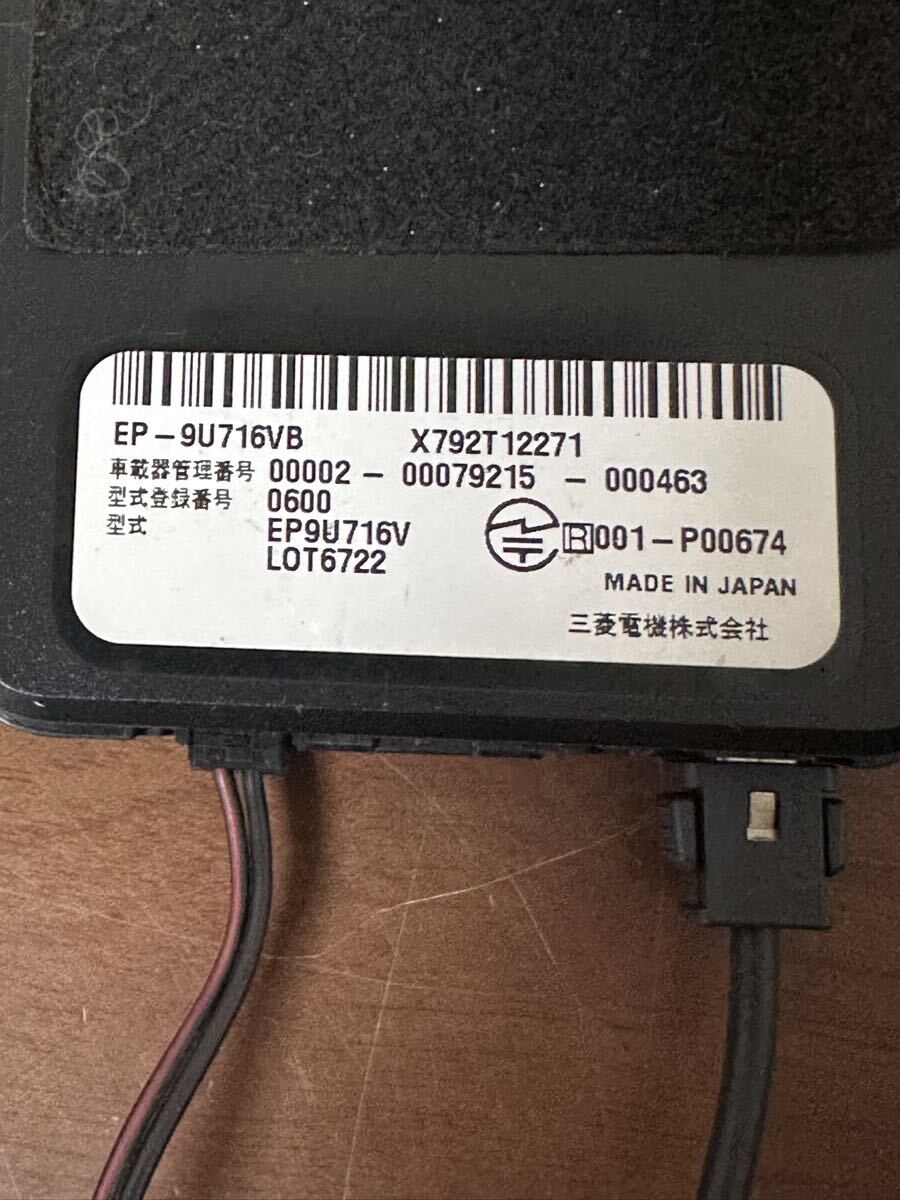 EP-9U716VB X792T12271
車載器管理番号 00002 - 00079215 - 000463
型式登録番号 0600
型式 EP9U716V
R 001-P00674
LOT6722
MADE IN JAPAN
三菱電機株式会社